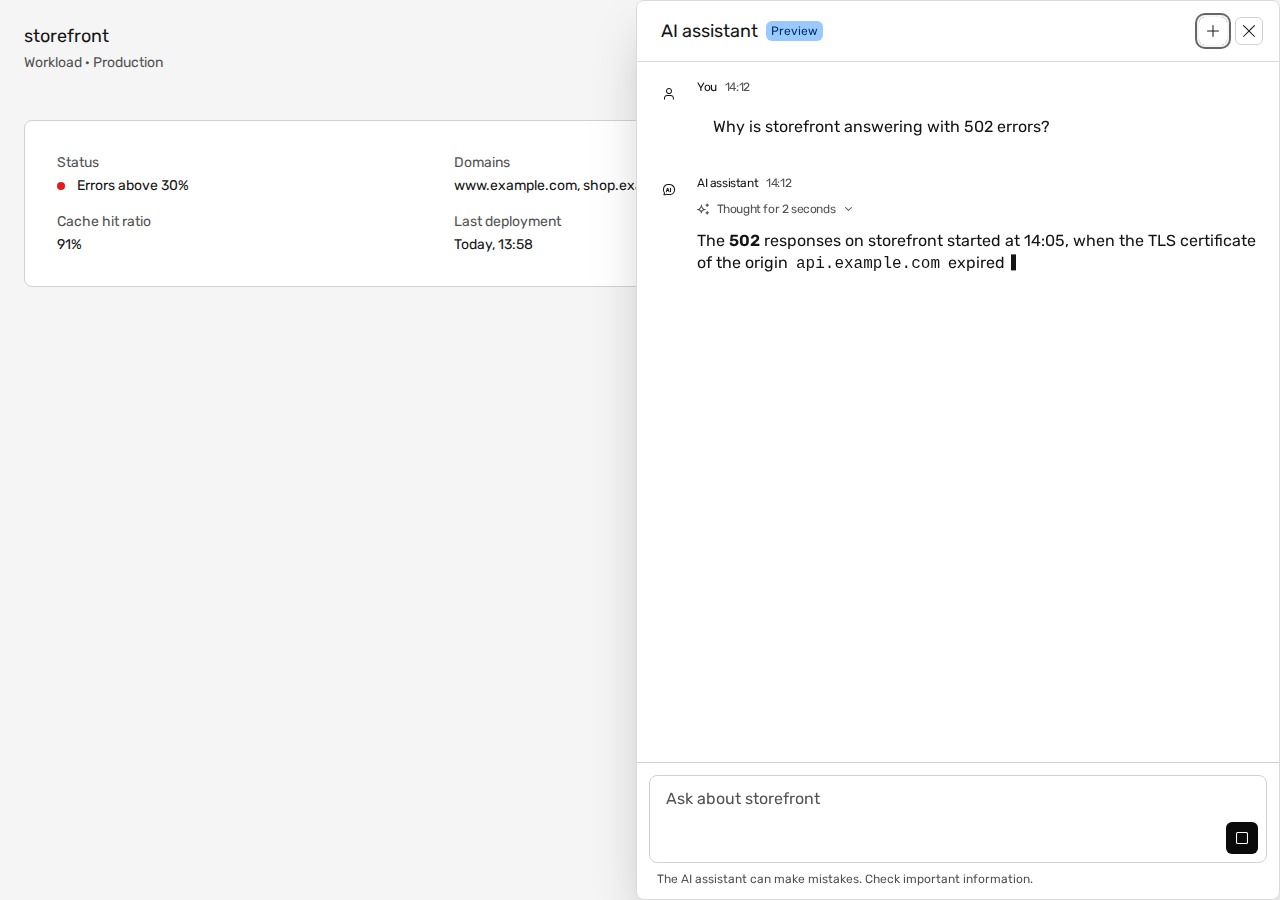 storefront
Workload • Production
Status
Errors above 30%
Domains
www.example.com, shop.exa
Cache hit ratio
91%
Last deployment
Today, 13:58
AI assistant Preview
You 14:12
Why is storefront answering with 502 errors?
AI
AI assistant 14:12
Thought for 2 seconds
The 502 responses on storefront started at 14:05, when the TLS certificate
of the origin api.example.com expired
Ask about storefront
The AI assistant can make mistakes. Check important information.